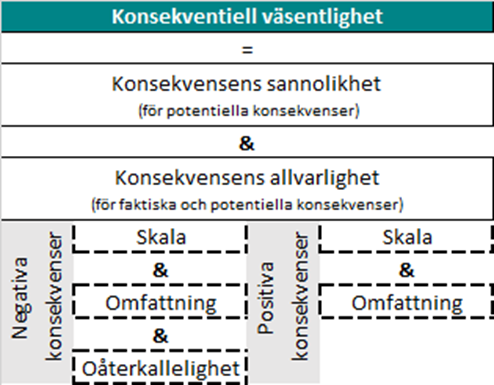 Konsekventiell väsentlighet
=
Konsekvensens sannolikhet
(för potentiella konsekvenser)
&
Konsekvensens allvarlighet
(för faktiska och potentiella konsekvenser)
Negativa
konsekvenser
Skala
&
Omfattning
&
Oåterkallelighet
Positiva
konsekvenser
Skala
&
Omfattning